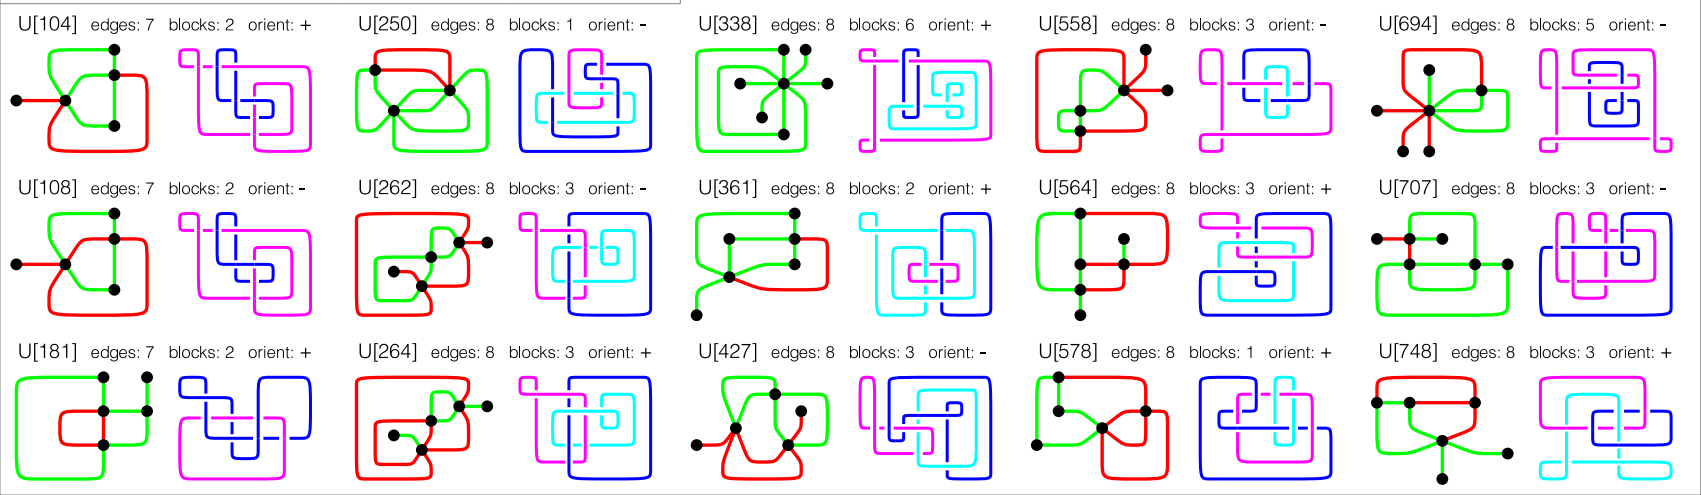 U[104] edges: 7 blocks: 2 orient: + U[250] edges: 8 blocks: 1 orient: - U[338] edges: 8 blocks: 6 orient: + U[558] edges: 8 blocks: 3 orient: - U[694] edges: 8 blocks: 5 orient: -
U[108] edges: 7 blocks: 2 orient: - U[262] edges: 8 blocks: 3 orient: - U[361] edges: 8 blocks: 2 orient: + U[564] edges: 8 blocks: 3 orient: + U[707] edges: 8 blocks: 3 orient: -
U[181] edges: 7 blocks: 2 orient: + U[264] edges: 8 blocks: 3 orient: + U[427] edges: 8 blocks: 3 orient: - U[578] edges: 8 blocks: 1 orient: + U[748] edges: 8 blocks: 3 orient: +